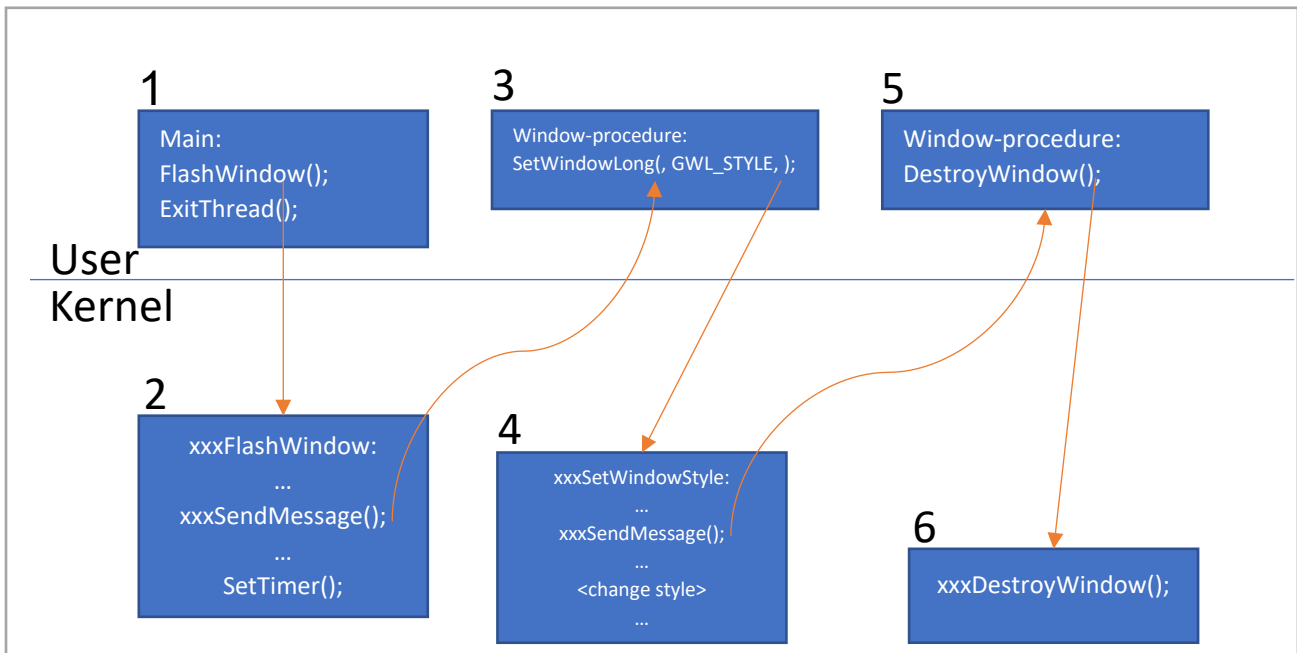 1
Main:
FlashWindow();
ExitThread();
3
Window-procedure:
SetWindowLong(, GWL_STYLE, );
5
Window-procedure:
DestroyWindow();
User
Kernel
2
xxxFlashWindow:
...
xxxSendMessage();
...
SetTimer();
4
xxxSetWindowStyle:
...
xxxSendMessage();
...
<change style>
...
6
xxxDestroyWindow();